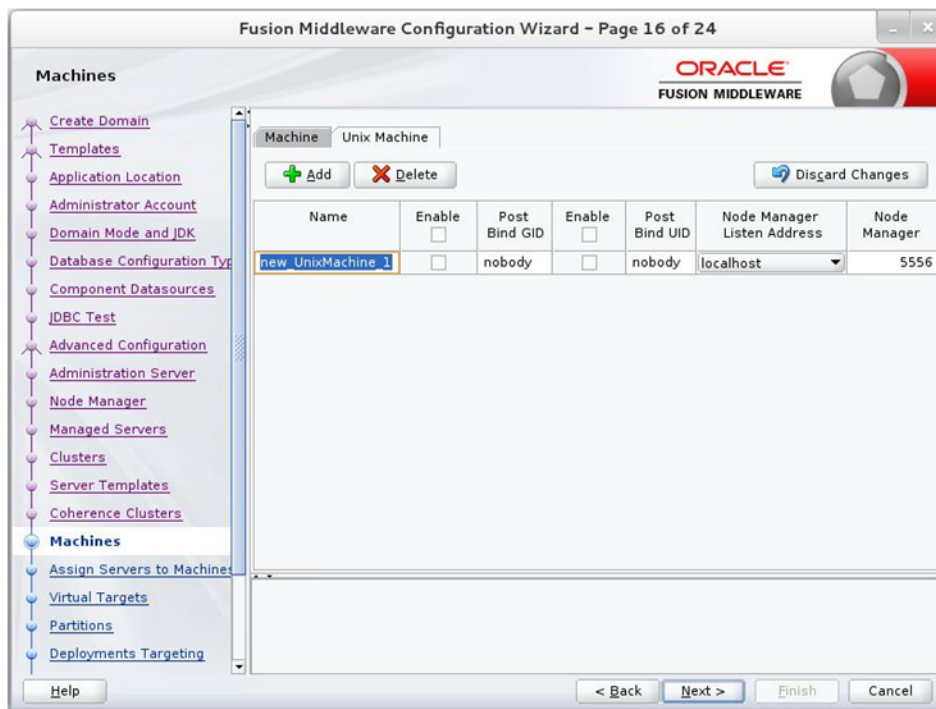 Fusion Middleware Configuration Wizard - Page 16 of 24
Machines
ORACLE
FUSION MIDDLEWARE
Create Domain
Templates
Application Location
Administrator Account
Domain Mode and JDK
Database Configuration Typ
Component Datasources
JDBC Test
Advanced Configuration
Administration Server
Node Manager
Managed Servers
Clusters
Server Templates
Coherence Clusters
Machines
Assign Servers to Machines
Virtual Targets
Partitions
Deployments Targeting
Machine Unix Machine
Add Delete Discard Changes
Name Enable Post Bind GID Enable Post Bind UID Node Manager Listen Address Node Manager
new_UnixMachine_1 nobody nobody localhost 5556
Help < Back Next > Finish Cancel